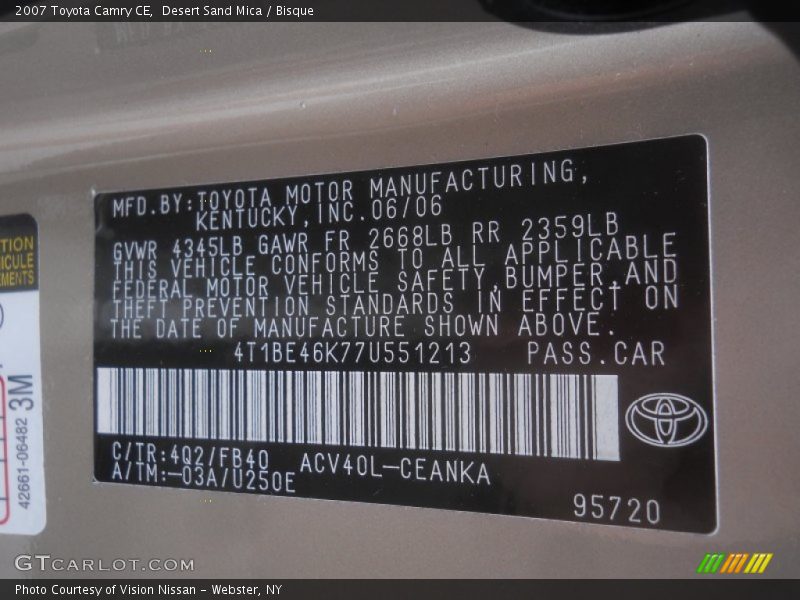 2007 Toyota Camry CE, Desert Sand Mica / Bisque
MFD.BY:TOYOTA MOTOR MANUFACTURING,
KENTUCKY,INC.06/06
GVWR 4345LB GAWR FR 2668LB RR 2359LB
THIS VEHICLE CONFORMS TO ALL APPLICABLE
FEDERAL MOTOR VEHICLE SAFETY,BUMPER,AND
THEFT PREVENTION STANDARDS IN EFFECT ON
THE DATE OF MANUFACTURE SHOWN ABOVE.
4T1BE46K77U551213 PASS.CAR
C/TR:4Q2/FB40 ACV40L-CEANKA
A/TM:-03A/U250E
95720
TION
ICULE
EMENTS
3M
42661-06482
GTCARLOT.COM
Photo Courtesy of Vision Nissan - Webster, NY